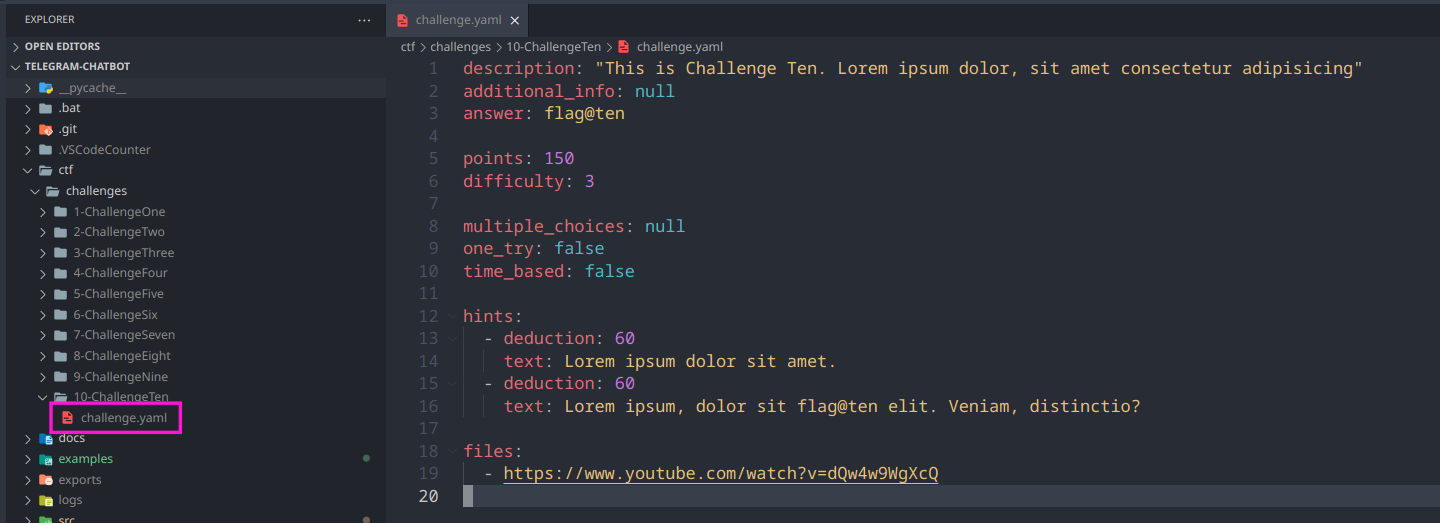 EXPLORER
OPEN EDITORS
TELEGRAM-CHATBOT
__pycache__
.bat
.git
.VSCodeCounter
ctf
challenges
1-ChallengeOne
2-ChallengeTwo
3-ChallengeThree
4-ChallengeFour
5-ChallengeFive
6-ChallengeSix
7-ChallengeSeven
8-ChallengeEight
9-ChallengeNine
10-ChallengeTen
challenge.yaml
docs
examples
exports
logs
src
challenge.yaml
ctf > challenges > 10-ChallengeTen > challenge.yaml
1 description: "This is Challenge Ten. Lorem ipsum dolor, sit amet consectetur adipisicing"
2 additional_info: null
3 answer: flag@ten
4
5 points: 150
6 difficulty: 3
7
8 multiple_choices: null
9 one_try: false
10 time_based: false
11
12 hints:
13 - deduction: 60
14 text: Lorem ipsum dolor sit amet.
15 - deduction: 60
16 text: Lorem ipsum, dolor sit flag@ten elit. Veniam, distinctio?
17
18 files:
19 - https://www.youtube.com/watch?v=dQw4w9WgXcQ
20